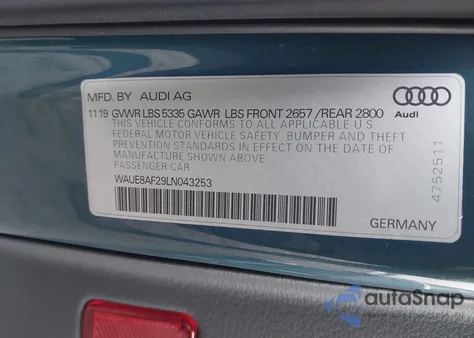 MFD. BY AUDI AG
Audi
11 19 GVWR LBS 5335 GAWR LBS FRONT 2657 /REAR 2800
THIS VEHICLE CONFORMS TO ALL APPLICABLE U.S.
FEDERAL MOTOR VEHICLE SAFETY, BUMPER AND THEFT
PREVENTION STANDARDS IN EFFECT ON THE DATE OF
MANUFACTURE SHOWN ABOVE
PASSENGER CAR
WAUE8AF29LN043253
4752511
GERMANY
autoSnap